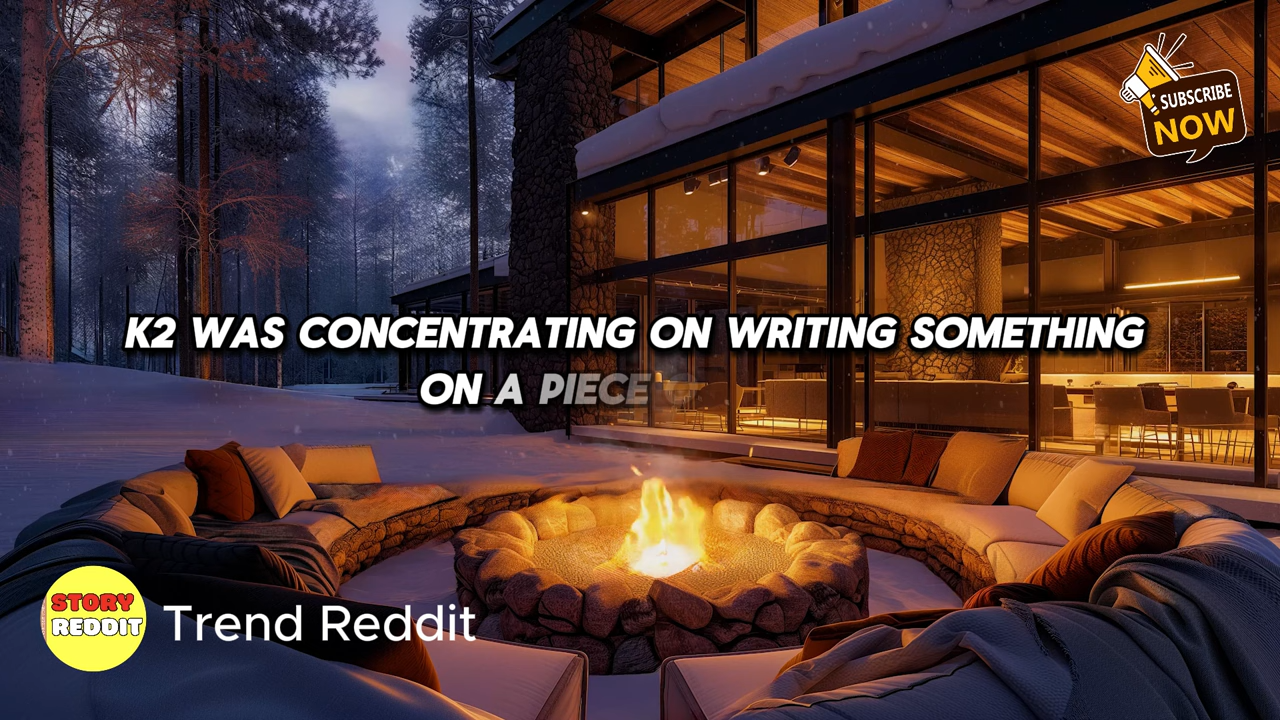 SUBSCRIBE
NOW
K2 WAS CONCENTRATING ON WRITING SOMETHING
ON A PIECE
STORY
REDDIT
Trend Reddit